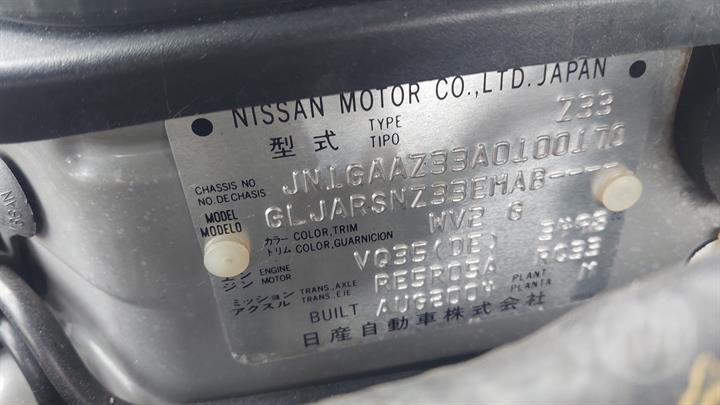 NISSAN MOTOR CO.,LTD. JAPAN
型式 TYPE TIPO Z33
CHASSIS NO NO.DE CHASIS JN1GAAZ33A0100170
MODEL MODELO GLJARSNZ33EHAB----
カラー COLOR,TRIM トリム COLOR,GUARNICION WV2 G
エンジン ENGINE MOTOR VQ35(DE)
ミッション アクスル TRANS.,AXLE TRANS.,EJE RE5R05A
PLANT PLANTA M
BUILT AUG2004
日産自動車株式会社